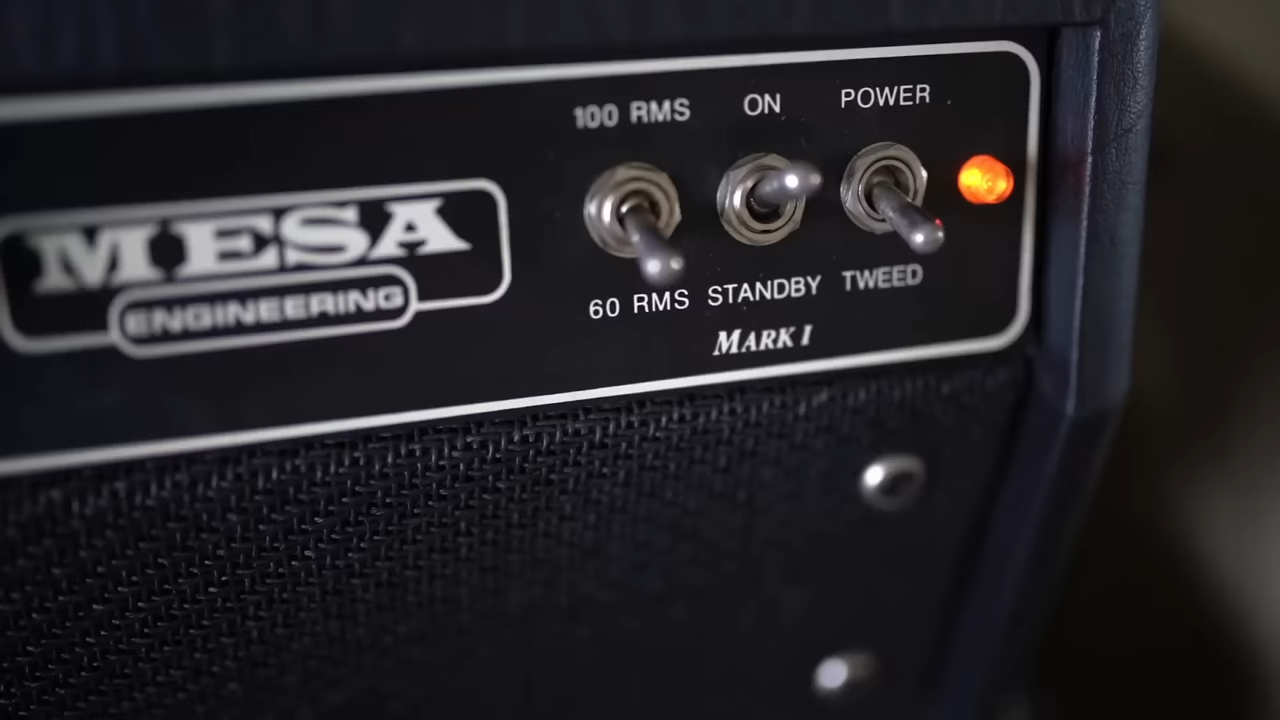 100 RMS ON POWER
MESA
ENGINEERING
60 RMS STANDBY TWEED
MARK I